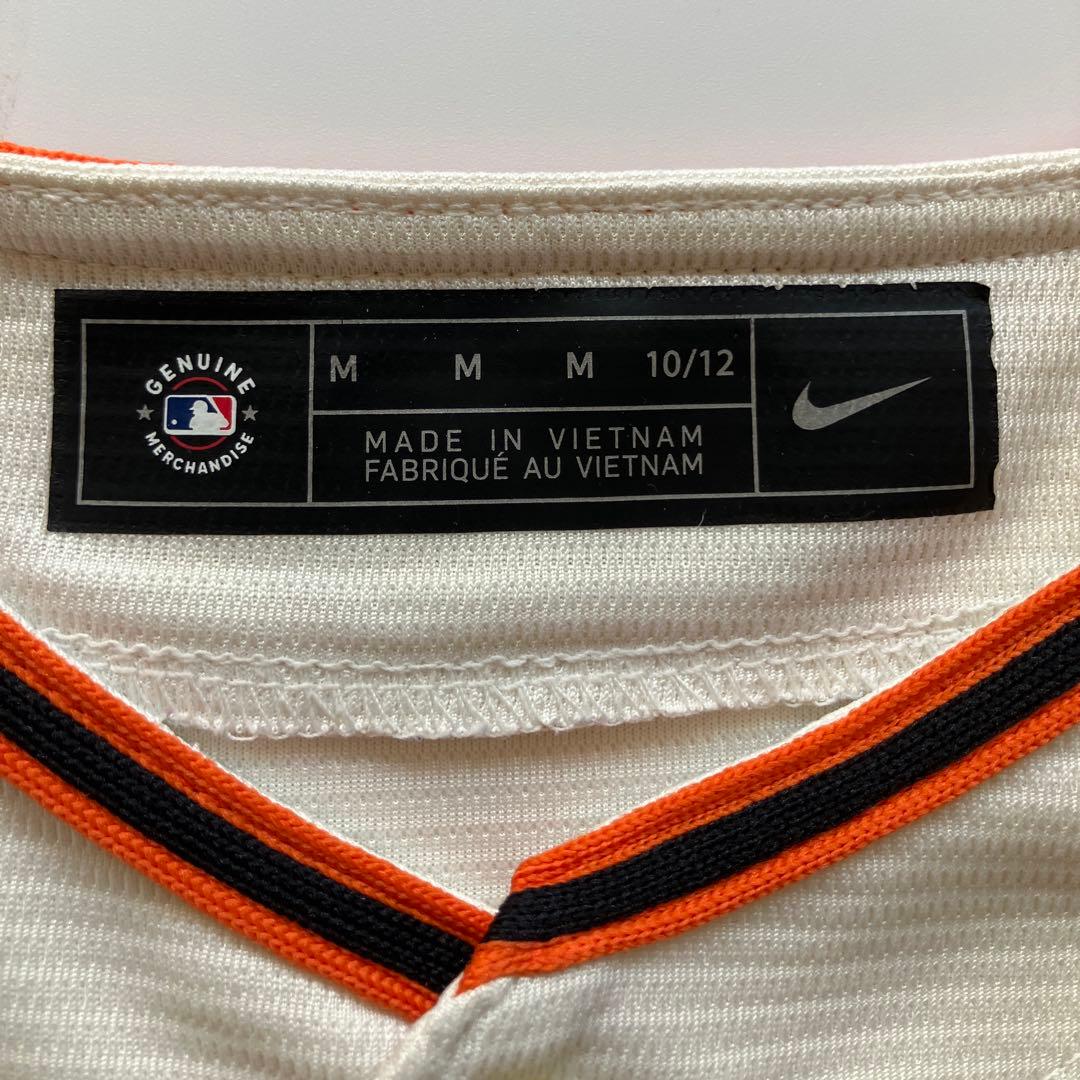 GENUINE
MERCHANDISE
M M M 10/12
MADE IN VIETNAM
FABRIQUÉ AU VIETNAM